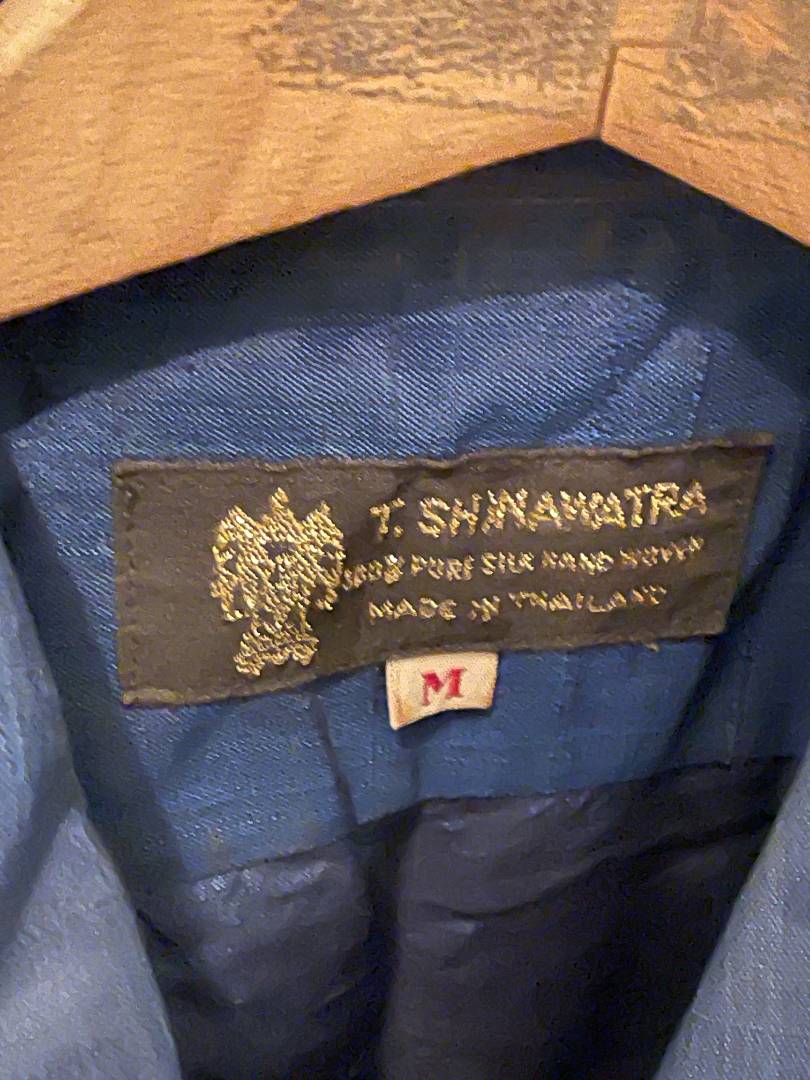 T. SHINAWATRA
100% PURE SILK HAND WOVEN
MADE IN THAILAND
M